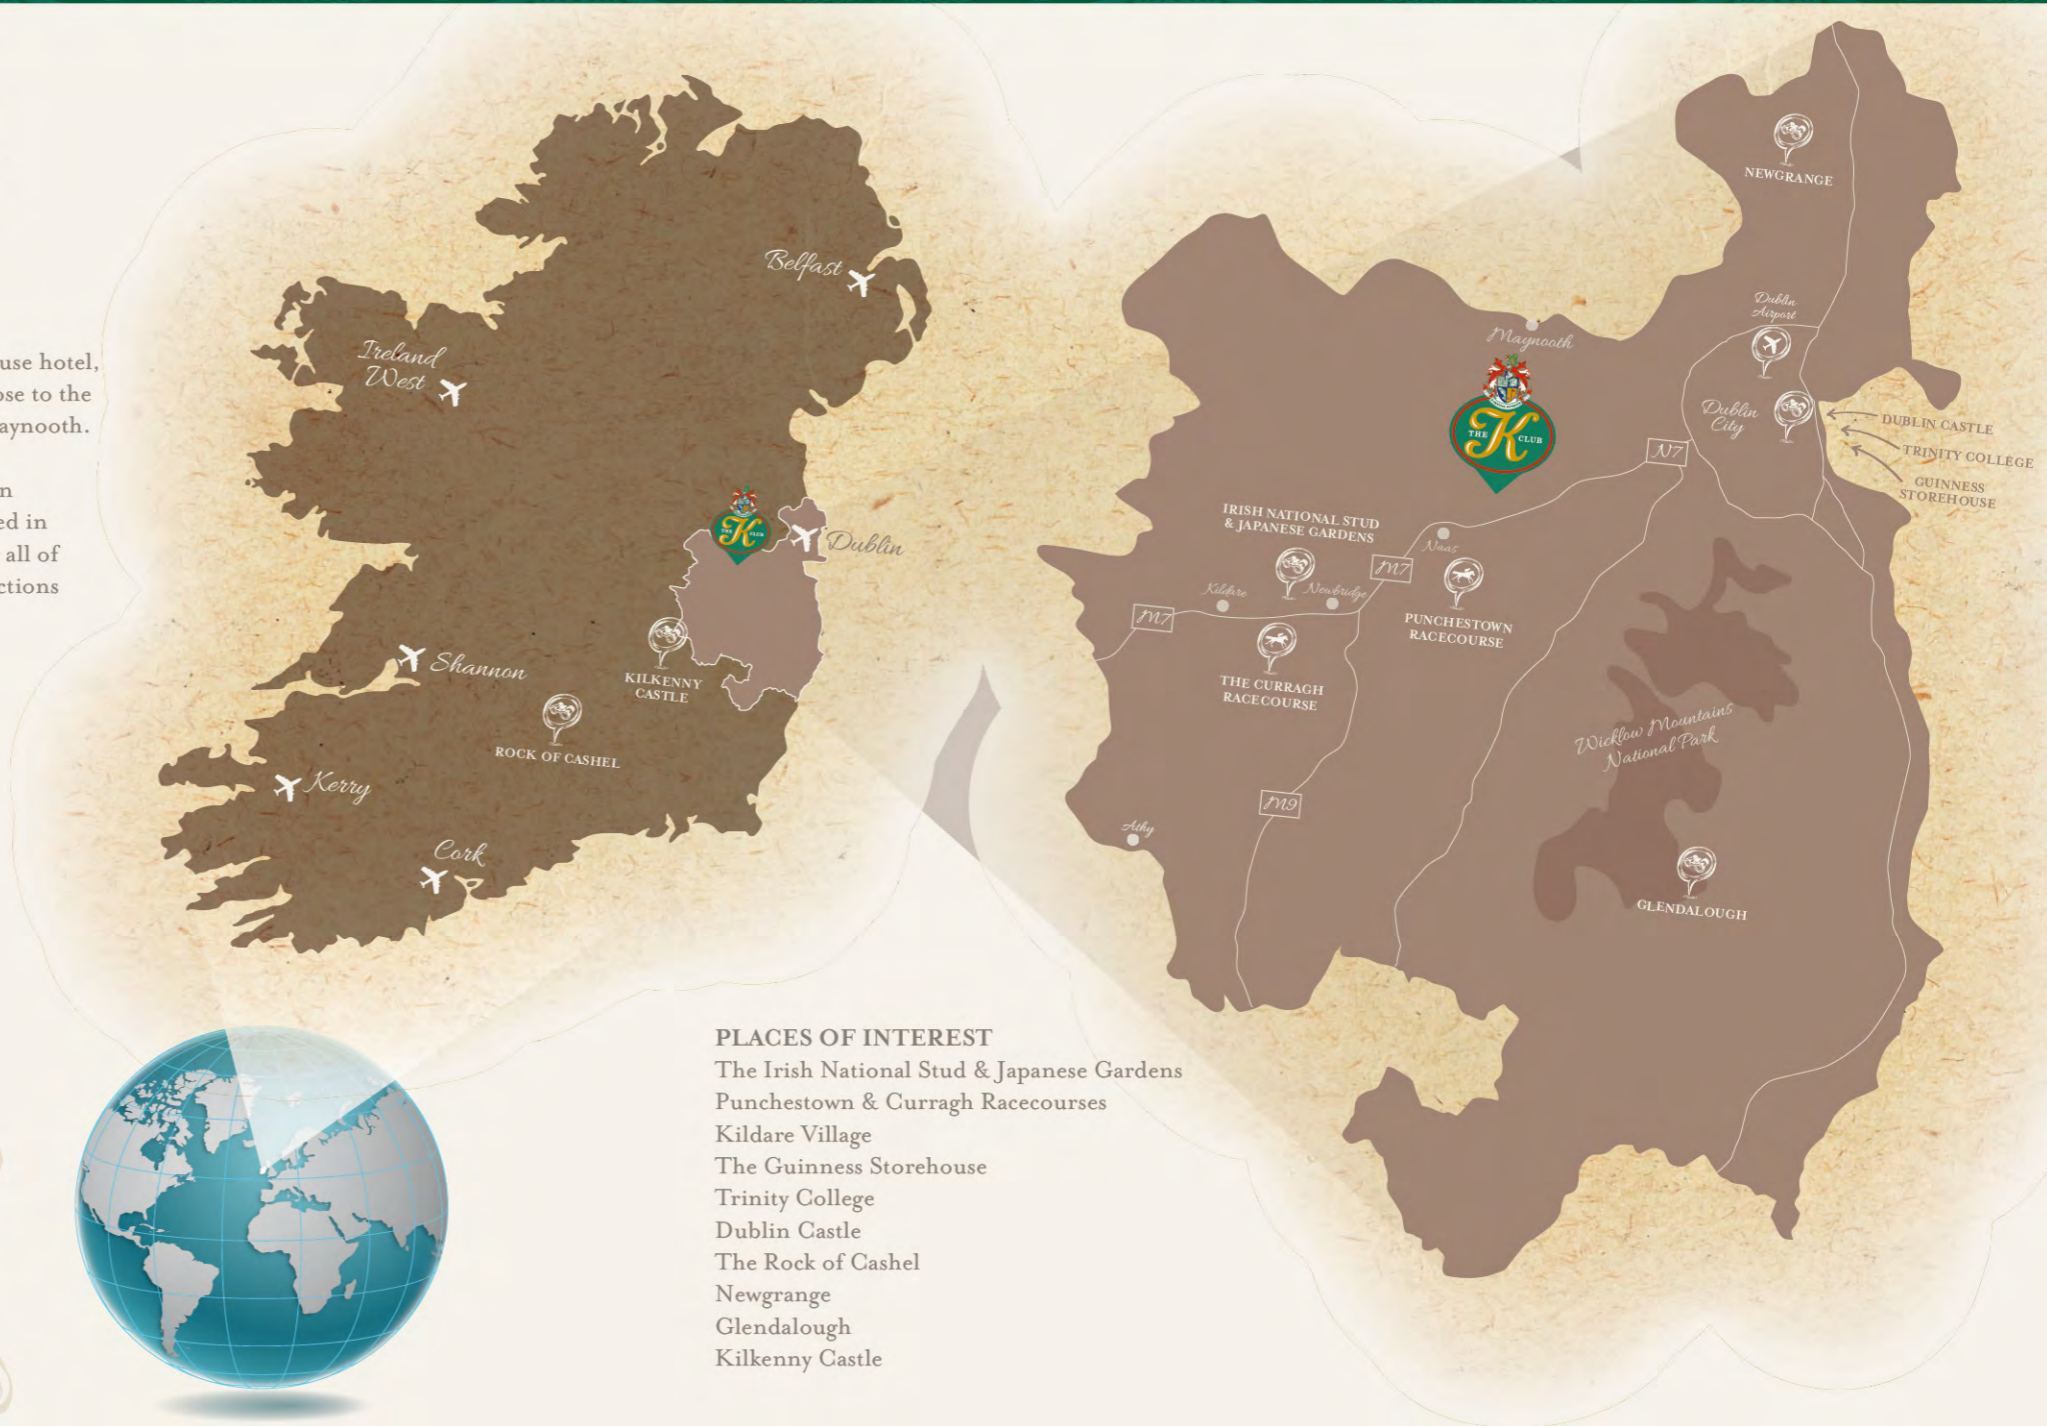 use hotel,
ose to the
aynooth.
n
ed in
all of
ctions
Belfast
Ireland
West
THE K CLUB
Dublin
Shannon
KILKENNY
CASTLE
ROCK OF CASHEL
Kerry
Cork
NEWGRANGE
Dublin
Airport
Maynooth
THE K CLUB
Dublin
City
DUBLIN CASTLE
TRINITY COLLEGE
GUINNESS
STOREHOUSE
N7
IRISH NATIONAL STUD
& JAPANESE GARDENS
Naas
M7
Kildare
Newbridge
M7
PUNCHESTOWN
RACECOURSE
THE CURRAGH
RACECOURSE
Wicklow Mountains
National Park
M9
Athy
GLENDALOUGH
PLACES OF INTEREST
The Irish National Stud & Japanese Gardens
Punchestown & Curragh Racecourses
Kildare Village
The Guinness Storehouse
Trinity College
Dublin Castle
The Rock of Cashel
Newgrange
Glendalough
Kilkenny Castle